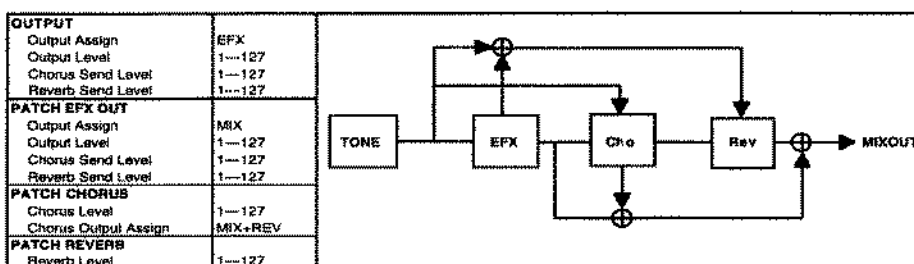 OUTPUT
Output Assign EFX
Output Level 1---127
Chorus Send Level 1---127
Reverb Send Level 1---127
PATCH EFX OUT
Output Assign MIX
Output Level 1---127
Chorus Send Level 1---127
Reverb Send Level 1---127
PATCH CHORUS
Chorus Level 1---127
Chorus Output Assign MIX+REV
PATCH REVERB
Reverb Level 1---127
TONE EFX Cho Rev MIXOUT